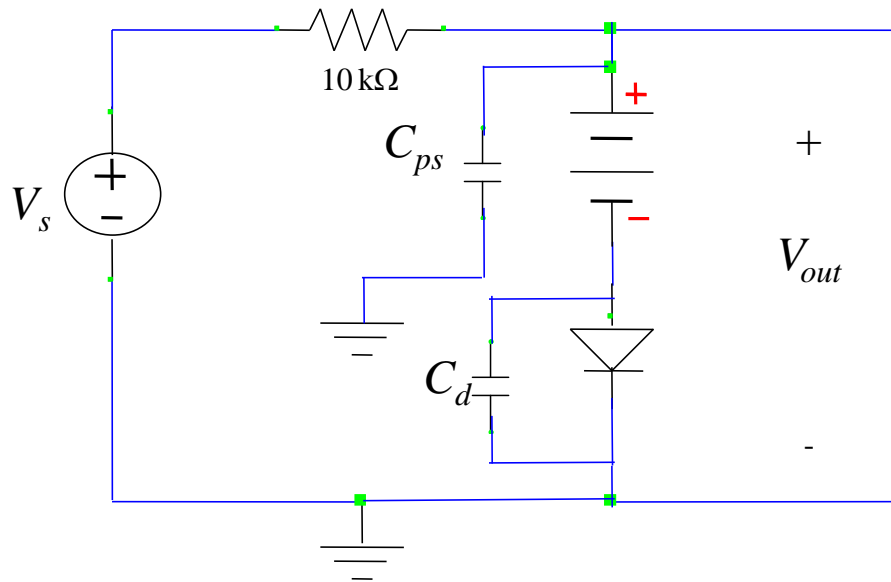 10 kΩ
+
C_ps
+
+
V_s
-
−
V_out
C_d
-